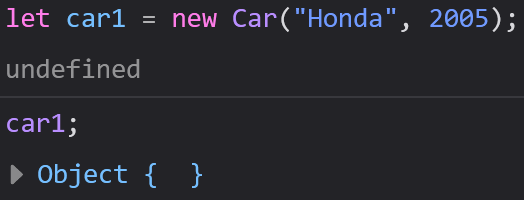 let car1 = new Car("Honda", 2005);
undefined
car1;
Object {  }